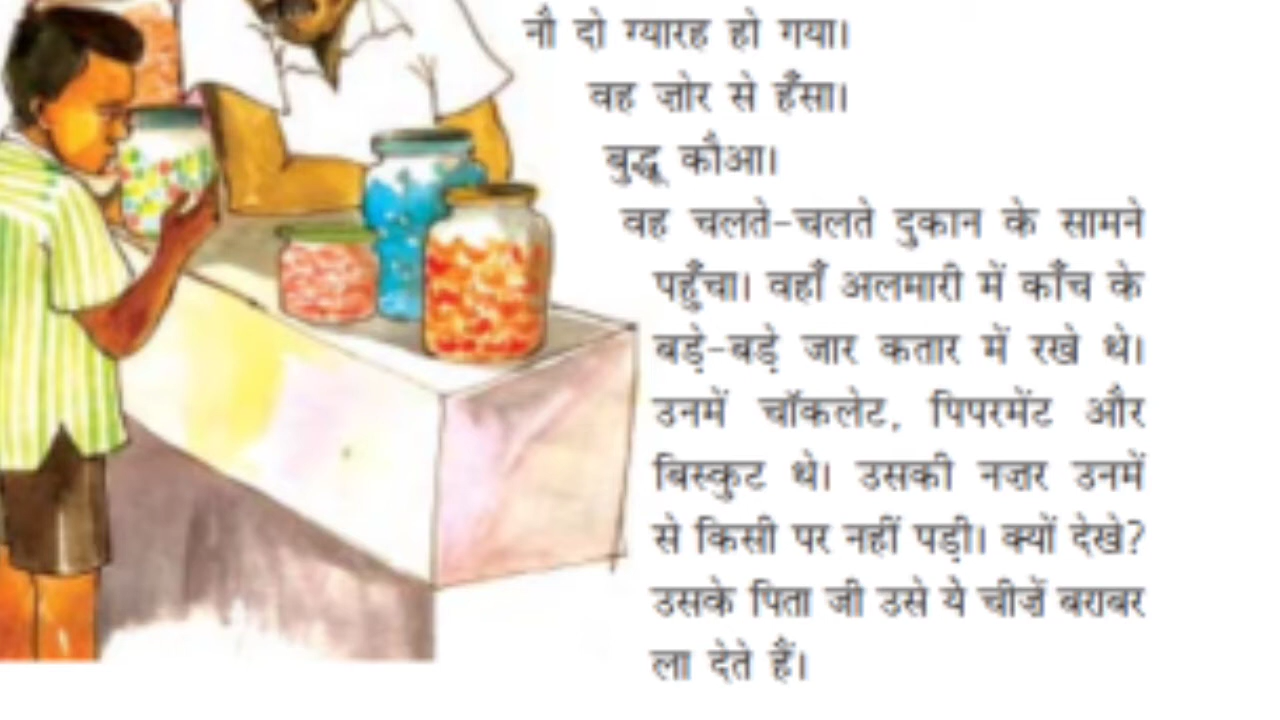 नौ दो ग्यारह हो गया।
वह ज़ोर से हँसा।
बुद्धू कौआ।
वह चलते-चलते दुकान के सामने
पहुँचा। वहाँ अलमारी में काँच के
बड़े-बड़े जार कतार में रखे थे।
उनमें चॉकलेट, पिपरमेंट और
बिस्कुट थे। उसकी नज़र उनमें
से किसी पर नहीं पड़ी। क्यों देखे?
उसके पिता जी उसे ये चीज़ें बराबर
ला देते हैं।